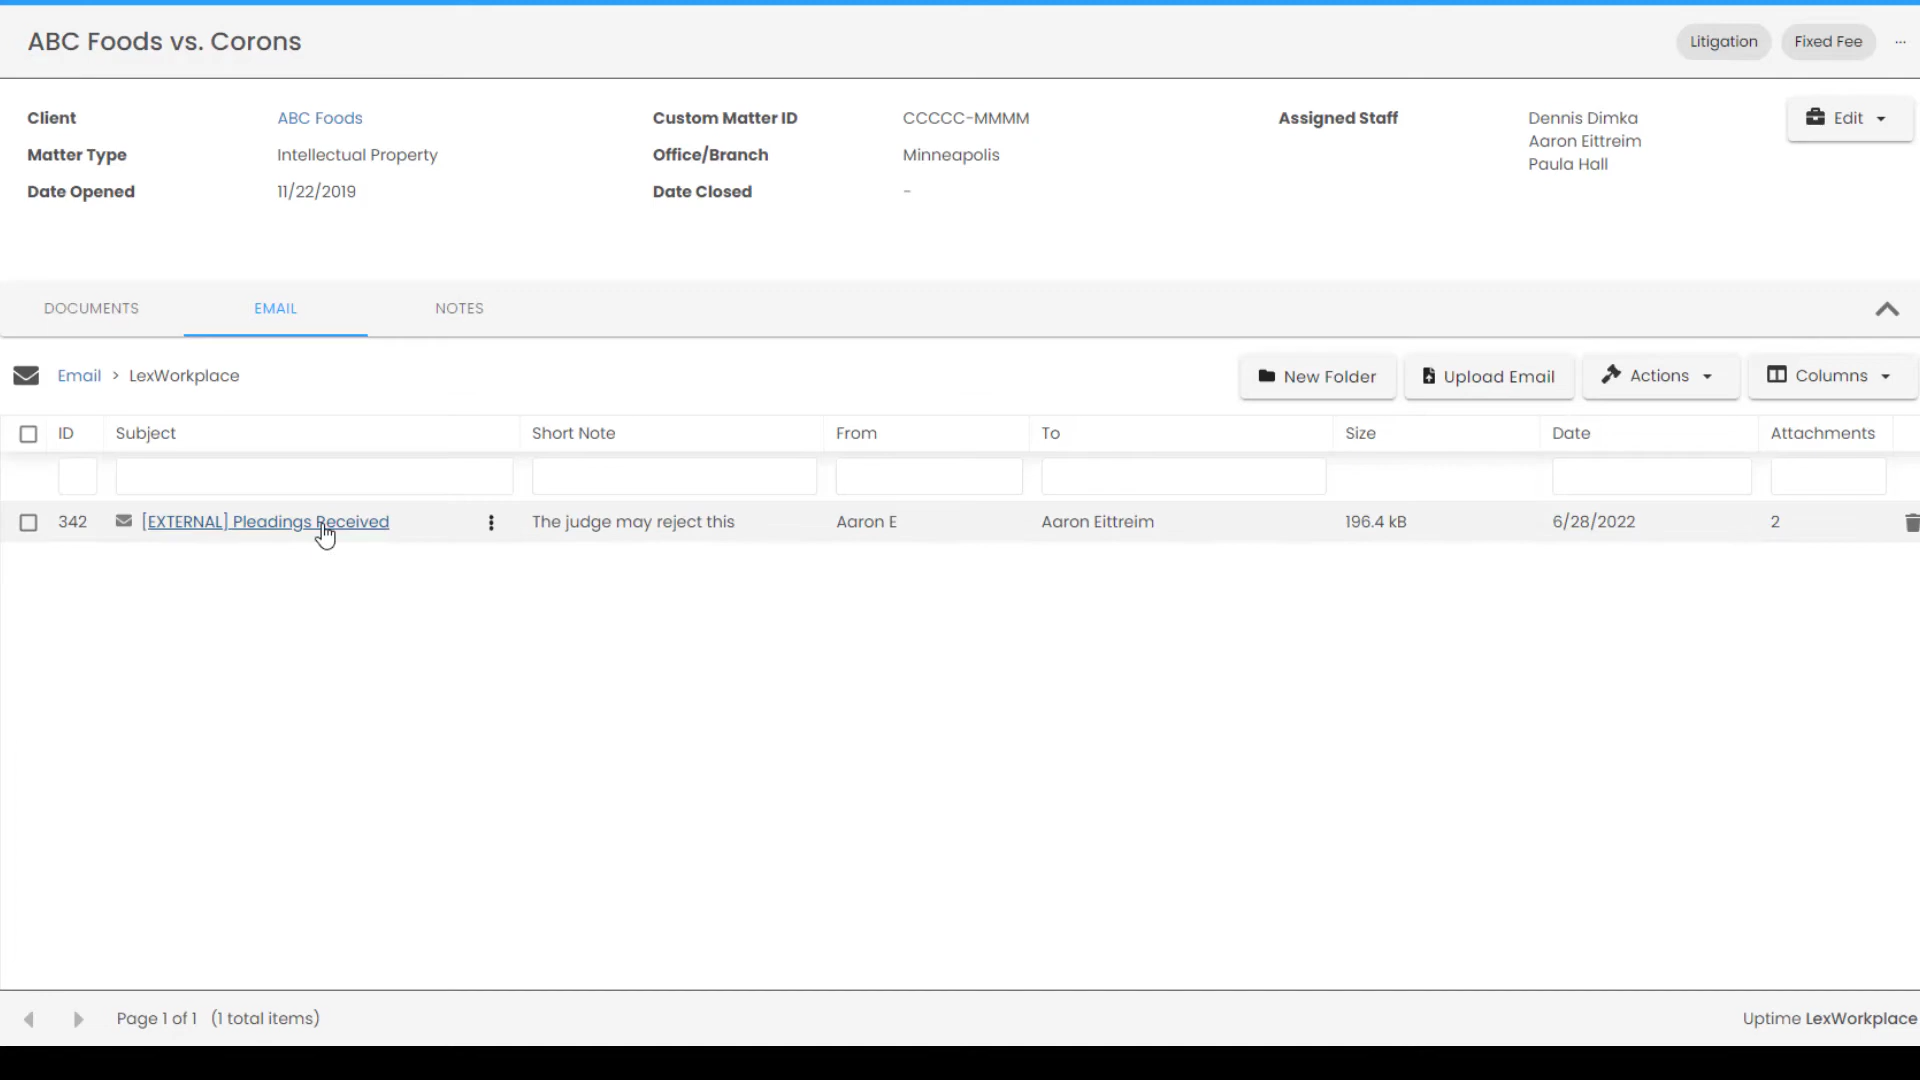 ABC Foods vs. Corons
Litigation
Fixed Fee
...
Client
ABC Foods
Custom Matter ID
CCCCC-MMMM
Assigned Staff
Dennis Dimka
Aaron Eittreim
Paula Hall
Edit
Matter Type
Intellectual Property
Office/Branch
Minneapolis
Date Opened
11/22/2019
Date Closed
-
DOCUMENTS
EMAIL
NOTES
Email > LexWorkplace
New Folder
Upload Email
Actions
Columns
ID
Subject
Short Note
From
To
Size
Date
Attachments
342
[EXTERNAL] Pleadings Received
The judge may reject this
Aaron E
Aaron Eittreim
196.4 kB
6/28/2022
2
Page 1 of 1 (1 total items)
Uptime LexWorkplace